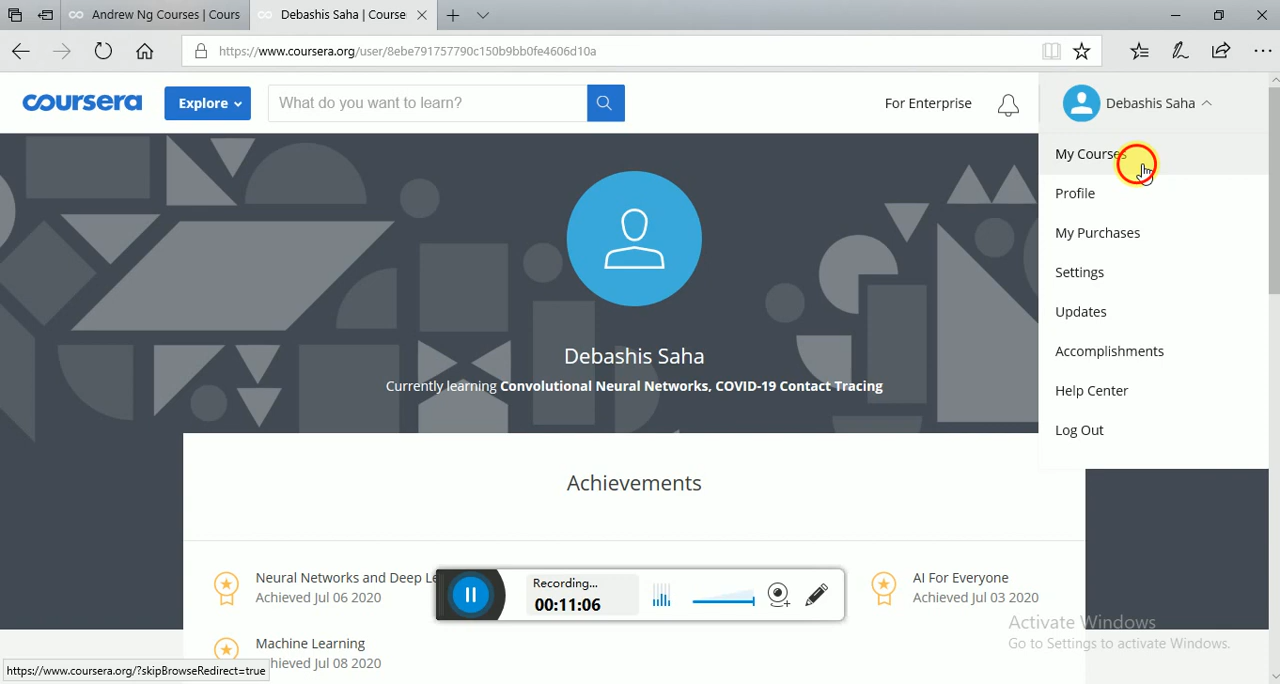 Andrew Ng Courses | Cours
Debashis Saha | Course
https://www.coursera.org/user/8ebe791757790c150b9bb0fe4606d10a
coursera
Explore
What do you want to learn?
For Enterprise
Debashis Saha
My Courses
Profile
My Purchases
Settings
Updates
Accomplishments
Help Center
Log Out
Debashis Saha
Currently learning Convolutional Neural Networks, COVID-19 Contact Tracing
Achievements
Neural Networks and Deep Le
Achieved Jul 06 2020
AI For Everyone
Achieved Jul 03 2020
Recording...
00:11:06
Machine Learning
hieved Jul 08 2020
Activate Windows
Go to Settings to activate Windows.
https://www.coursera.org/?skipBrowseRedirect=true